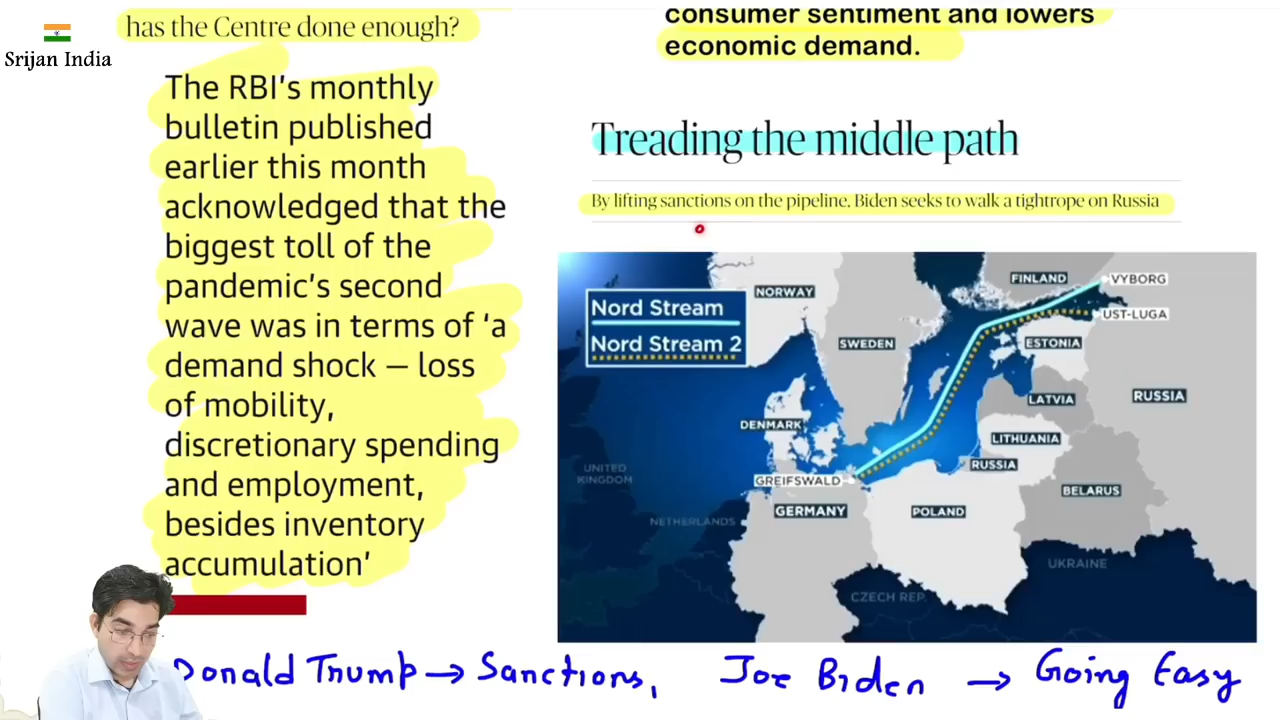 has the Centre done enough?
Srijan India
The RBI's monthly
bulletin published
earlier this month
acknowledged that the
biggest toll of the
pandemic's second
wave was in terms of 'a
demand shock – loss
of mobility,
discretionary spending
and employment,
besides inventory
accumulation'
consumer sentiment and lowers
economic demand.
Treading the middle path
By lifting sanctions on the pipeline, Biden seeks to walk a tightrope on Russia
Nord Stream
Nord Stream 2
NORWAY
FINLAND
VYBORG
UST-LUGA
SWEDEN
ESTONIA
LATVIA
RUSSIA
DENMARK
LITHUANIA
RUSSIA
UNITED
KINGDOM
GREIFSWALD
BELARUS
GERMANY
POLAND
NETHERLANDS
UKRAINE
CZECH REP.
Donald Trump → Sanctions, Joe Biden → Going Easy